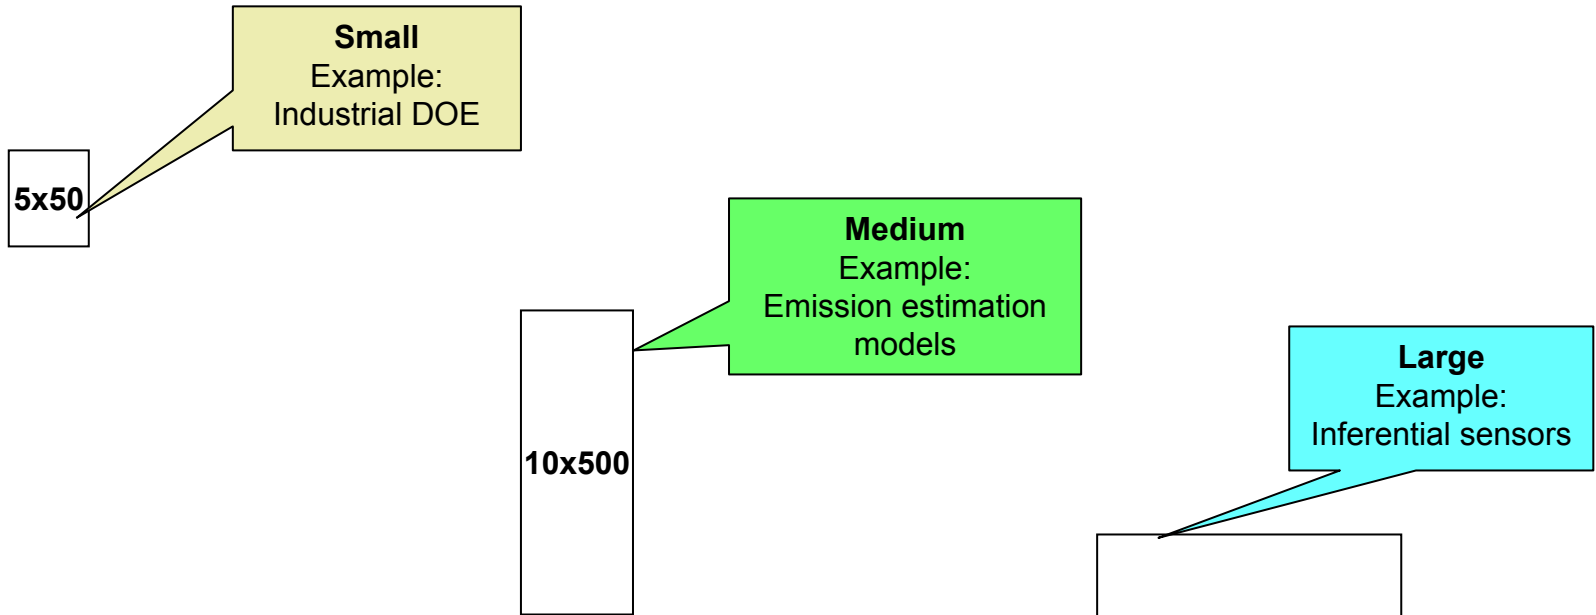 Small
Example:
Industrial DOE
5x50
Medium
Example:
Emission estimation
models
10x500
Large
Example:
Inferential sensors